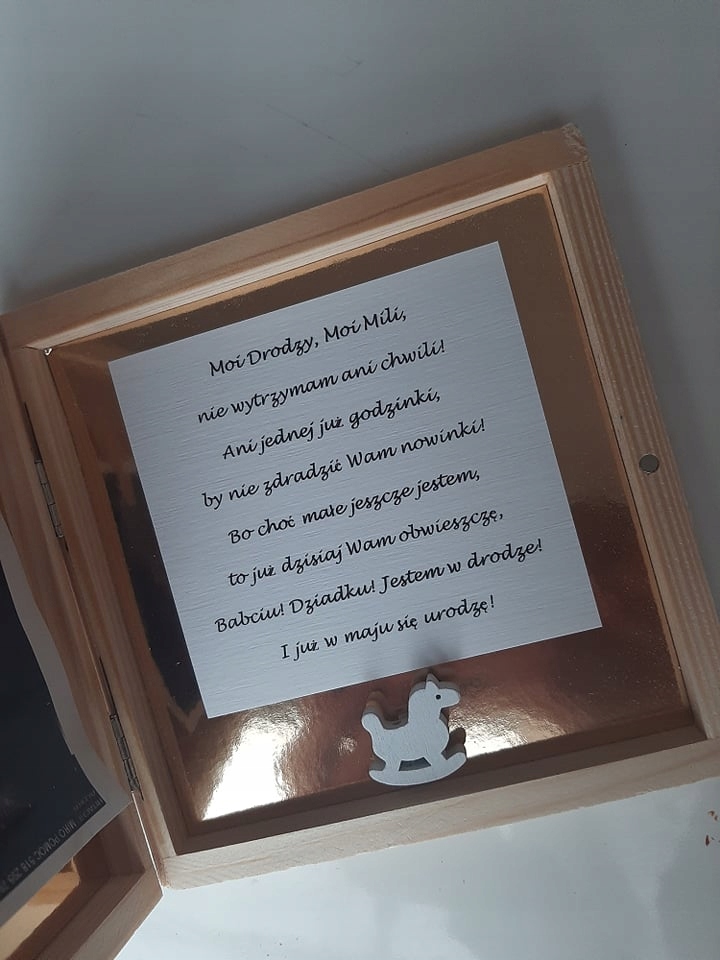 Moi Drodzy, Moi Mili,
nie wytrzymam ani chwili!
Ani jednej już godzinki,
by nie zdradzić Wam nowinki!
Bo choć małe jeszcze jestem,
to już dzisiaj Wam obwieszczę,
Babciu! Dziadku! Jestem w drodze!
I już w maju się urodzę!